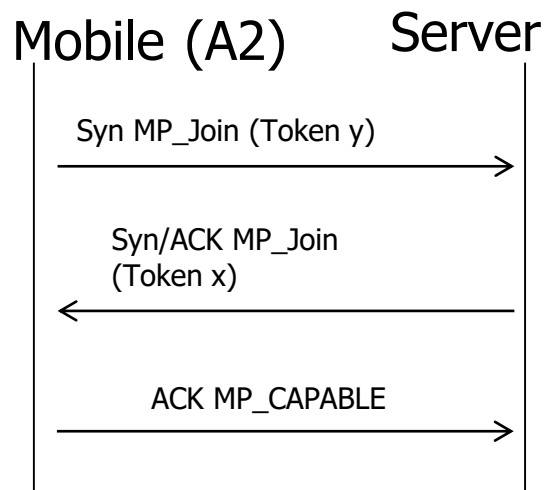 Mobile (A2)
Server
Syn MP_Join (Token y)
Syn/ACK MP_Join
(Token x)
ACK MP_CAPABLE